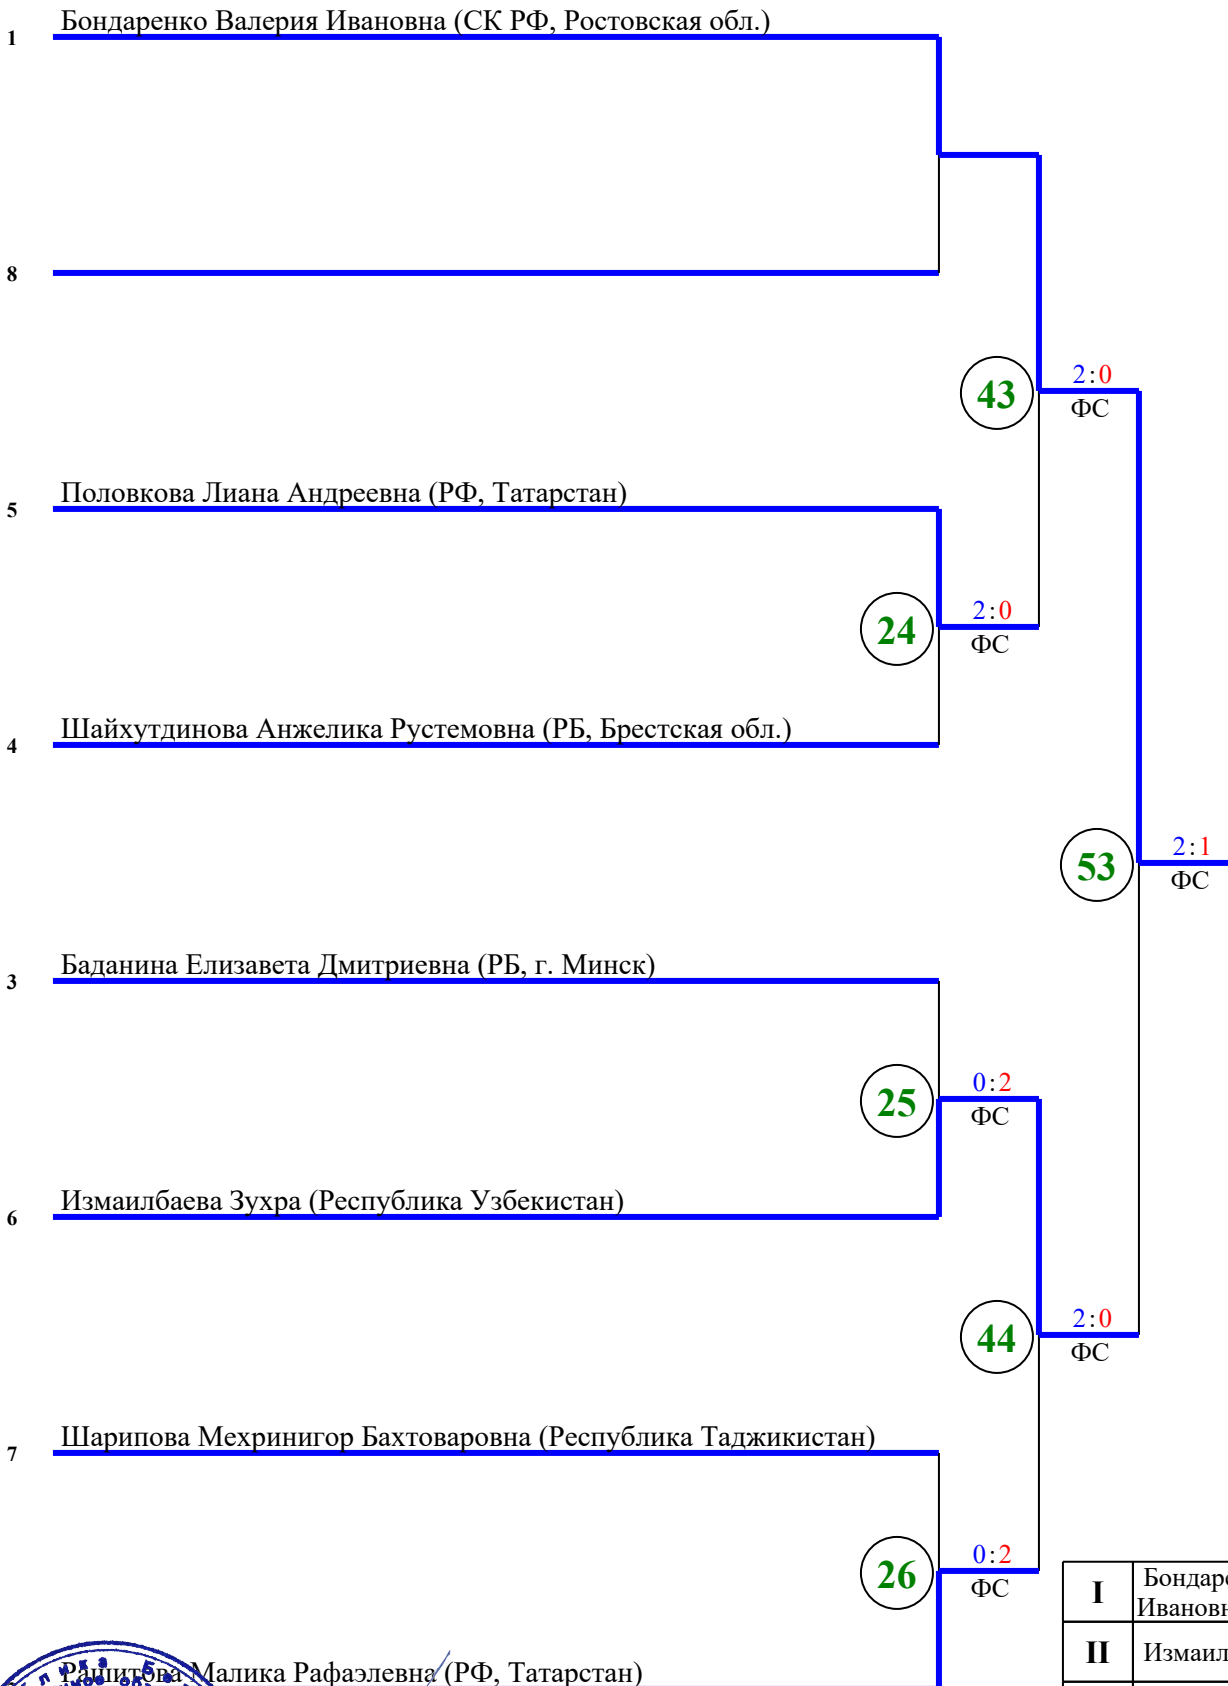 Бондаренко Валерия Ивановна (СК РФ, Ростовская обл.)
1
8
2:0
43
ФС
Половкова Лиана Андреевна (РФ, Татарстан)
5
2:0
24
ФС
Шайхутдинова Анжелика Рустемовна (РБ, Брестская обл.)
4
2:1
53
ФС
Баданина Елизавета Дмитриевна (РБ, г. Минск)
3
0:2
25
ФС
Измаилбаева Зухра (Республика Узбекистан)
6
2:0
44
ФС
Шарипова Мехринигор Бахтоваровна (Республика Таджикистан)
7
0:2
26
ФС
I
II
Рашитова Малика Рафаэлевна (РФ, Татарстан)